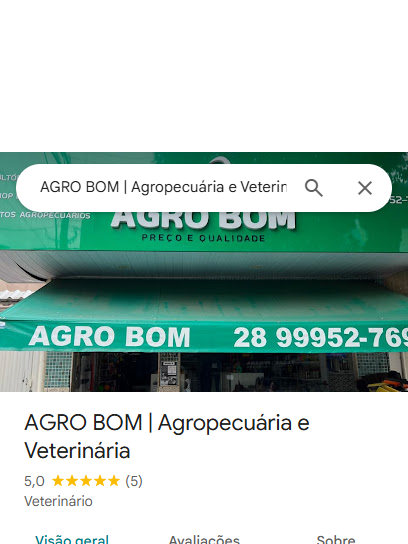 AGRO BOM | Agropecuária e Veterin
AGROPECUÁRIOS
AGRO BOM
PREÇO E QUALIDADE
AGRO BOM 28 99952-769
AGRO BOM | Agropecuária e
Veterinária
5,0 ★★★★★ (5)
Veterinário
Visão geral Avaliações Sobre